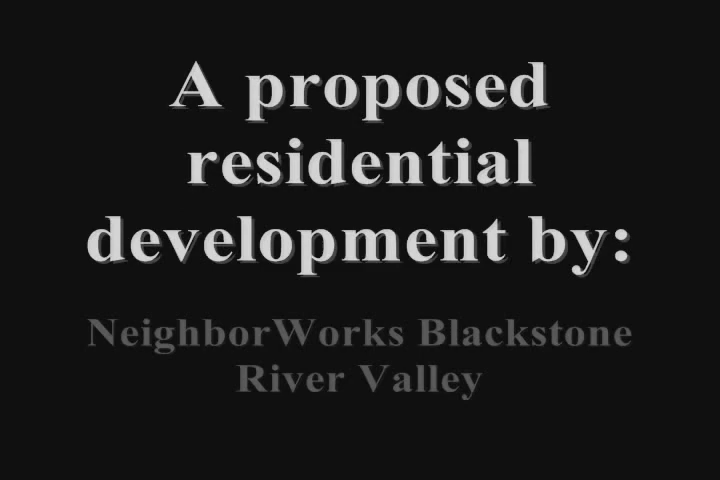 A proposed
residential
development by:
NeighborWorks Blackstone
River Valley